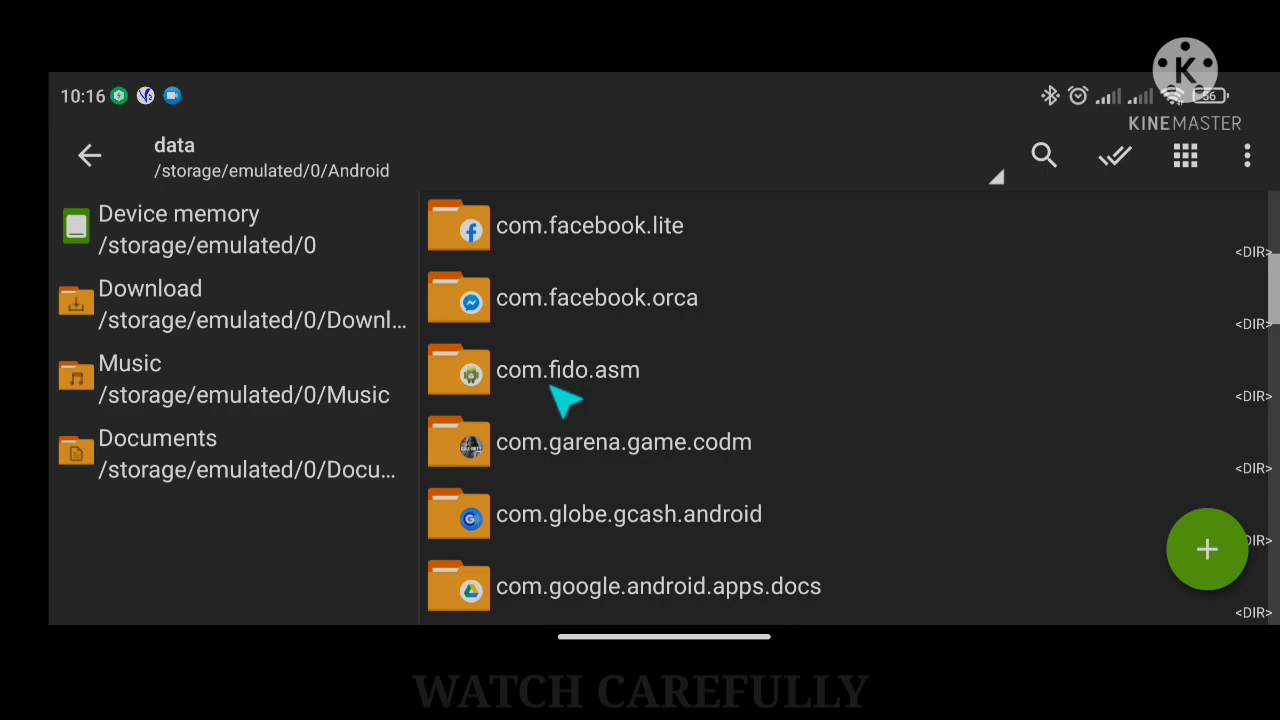 10:16
56
KINEMASTER
data
/storage/emulated/0/Android
Device memory
/storage/emulated/0
Download
/storage/emulated/0/Downl...
Music
/storage/emulated/0/Music
Documents
/storage/emulated/0/Docu...
com.facebook.lite
<DIR>
com.facebook.orca
<DIR>
com.fido.asm
<DIR>
com.garena.game.codm
<DIR>
com.globe.gcash.android
DIR>
com.google.android.apps.docs
<DIR>
WATCH CAREFULLY